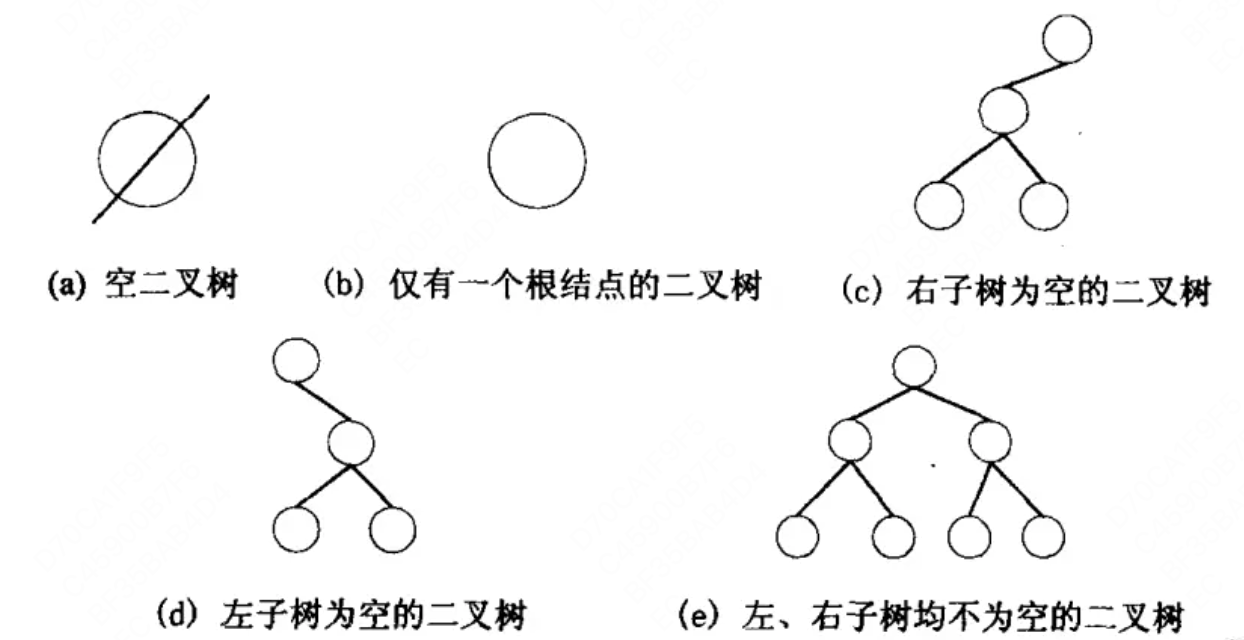 (a) 空二叉树
(b) 仅有一个根结点的二叉树
(c) 右子树为空的二叉树
(d) 左子树为空的二叉树
(e) 左、右子树均不为空的二叉树